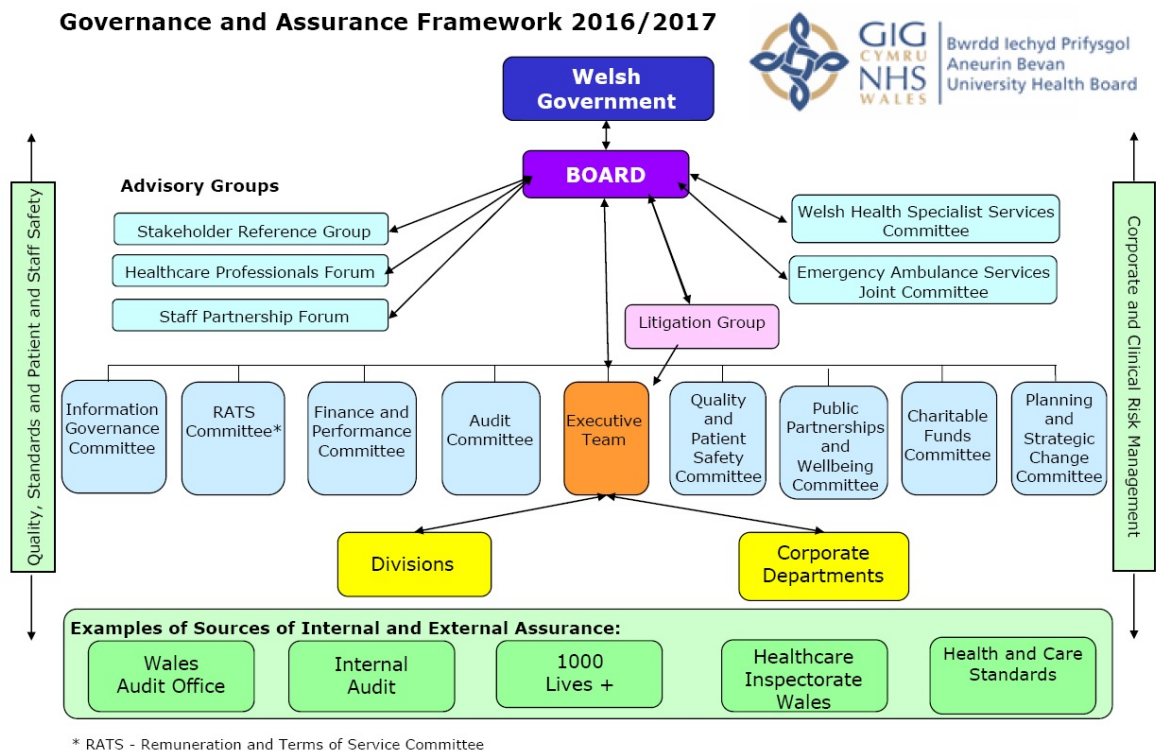 Governance and Assurance Framework 2016/2017
GIG
CYMRU
NHS
WALES
Bwrdd Iechyd Prifysgol
Aneurin Bevan
University Health Board
Welsh
Government
BOARD
Advisory Groups
Stakeholder Reference Group
Healthcare Professionals Forum
Staff Partnership Forum
Welsh Health Specialist Services
Committee
Emergency Ambulance Services
Joint Committee
Litigation Group
Quality, Standards and Patient and Staff Safety
Corporate and Clinical Risk Management
Information
Governance
Committee
RATS
Committee*
Finance and
Performance
Committee
Audit
Committee
Executive
Team
Quality
and
Patient
Safety
Committee
Public
Partnerships
and
Wellbeing
Committee
Charitable
Funds
Committee
Planning
and
Strategic
Change
Committee
Divisions
Corporate
Departments
Examples of Sources of Internal and External Assurance:
Wales
Audit Office
Internal
Audit
1000
Lives +
Healthcare
Inspectorate
Wales
Health and Care
Standards
* RATS - Remuneration and Terms of Service Committee